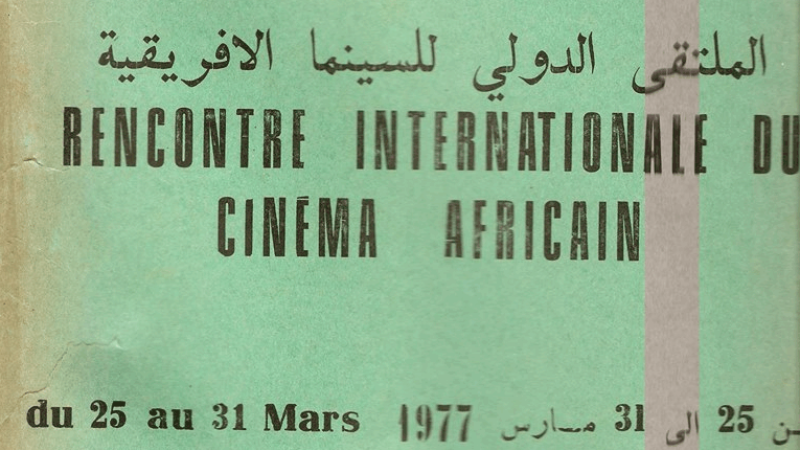 الملتقى الدولي للسينما الافريقية
RENCONTRE INTERNATIONALE DU
CINÉMA AFRICAIN
du 25 au 31 Mars 1977 من 25 الى 31 مارس